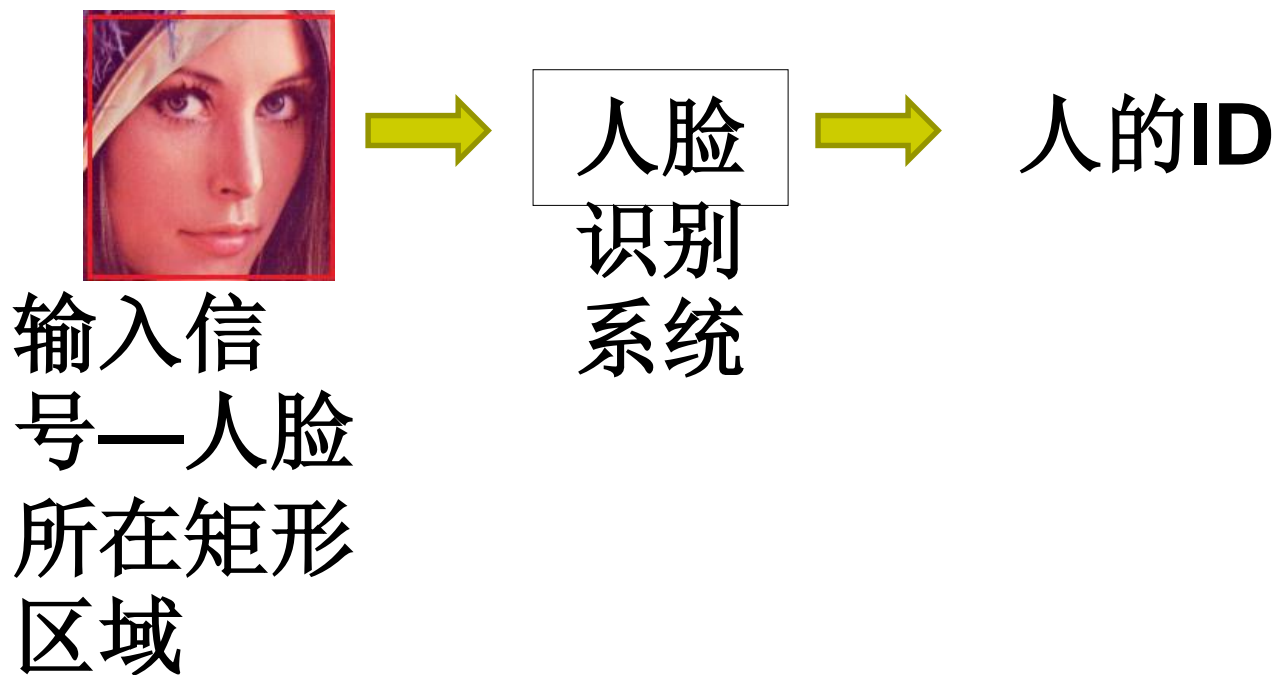 输入信
号—人脸
所在矩形
区域
人脸
识别
系统
人的ID